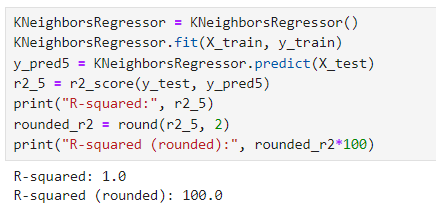 KNeighborsRegressor = KNeighborsRegressor()
KNeighborsRegressor.fit(X_train, y_train)
y_pred5 = KNeighborsRegressor.predict(X_test)
r2_5 = r2_score(y_test, y_pred5)
print("R-squared:", r2_5)
rounded_r2 = round(r2_5, 2)
print("R-squared (rounded):", rounded_r2*100)
R-squared: 1.0
R-squared (rounded): 100.0